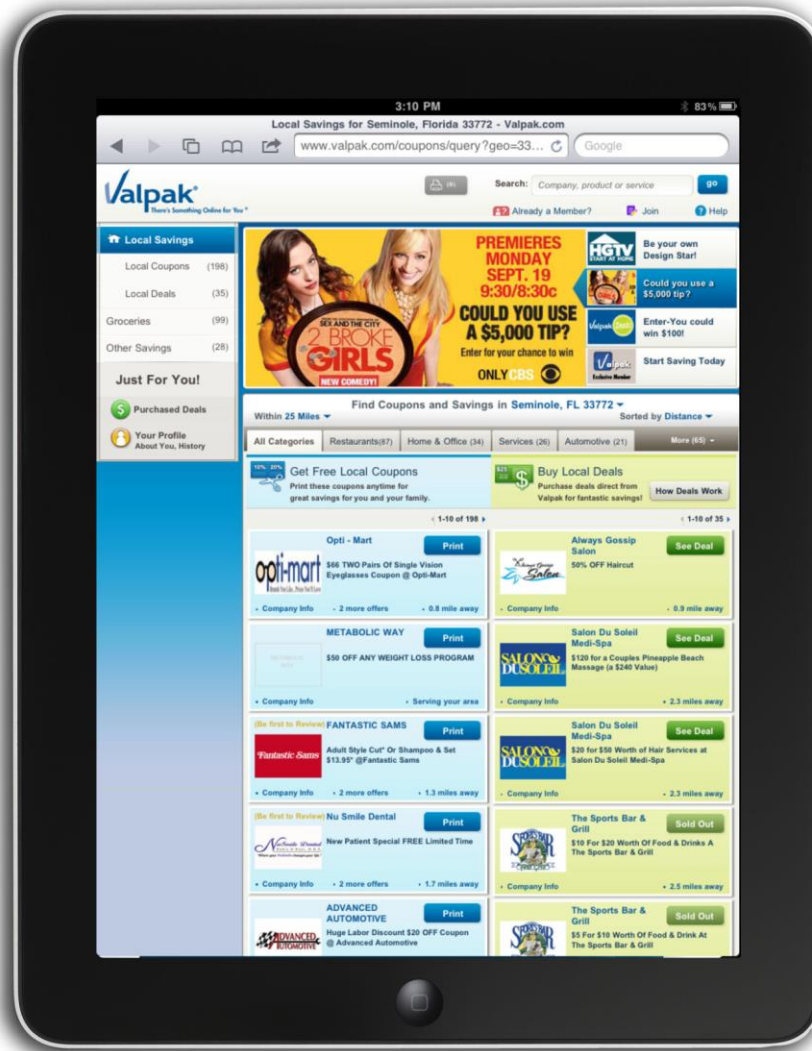 3:10 PM
83%
Local Savings for Seminole, Florida 33772 - Valpak.com
www.valpak.com/coupons/query?geo=33...
Google
Valpak
There's Something Online for You
Search: Company, product or service
go
Already a Member?
Join
Help
Local Savings
Local Coupons (198)
Local Deals (35)
Groceries (99)
Other Savings (28)
Just For You!
Purchased Deals
Your Profile
About You, History
SEX AND THE CITY
2 BROKE
GIRLS
NEW COMEDY!
PREMIERES
MONDAY
SEPT. 19
9:30/8:30c
COULD YOU USE
A $5,000 TIP?
Enter for your chance to win
ONLY CBS
HGTV
START AT HOME
Be your own
Design Star!
Could you use a
$5,000 tip?
Valpak Deals
Enter-You could
win $100!
Valpak
Exclusive Member
Start Saving Today
Find Coupons and Savings in Seminole, FL 33772
Within 25 Miles
Sorted by Distance
All Categories
Restaurants(87)
Home & Office (34)
Services (26)
Automotive (21)
More (65)
Get Free Local Coupons
Print these coupons anytime for
great savings for you and your family.
Buy Local Deals
Purchase deals direct from
Valpak for fantastic savings!
How Deals Work
1-10 of 198
1-10 of 35
Opti - Mart
Print
opti-mart
$66 TWO Pairs Of Single Vision
Eyeglasses Coupon @ Opti-Mart
Company Info
2 more offers
0.8 mile away
Always Gossip
Salon
See Deal
50% OFF Haircut
Company Info
0.9 mile away
METABOLIC WAY
Print
METABOLIC
WAY
$50 OFF ANY WEIGHT LOSS PROGRAM
Company Info
Serving your area
Salon Du Soleil
Medi-Spa
See Deal
SALON
DU SOLEIL
$120 for a Couples Pineapple Beach
Massage (a $240 Value)
Company Info
2.3 miles away
(Be first to Review) FANTASTIC SAMS
Print
Fantastic Sams
Adult Style Cut* Or Shampoo & Set
$13.95* @Fantastic Sams
Company Info
2 more offers
1.3 miles away
Salon Du Soleil
Medi-Spa
See Deal
SALON
DU SOLEIL
$20 for $50 Worth of Hair Services at
Salon Du Soleil Medi-Spa
Company Info
2.3 miles away
(Be first to Review) Nu Smile Dental
Print
NuSmile Dental
New Patient Special FREE Limited Time
Company Info
2 more offers
1.7 miles away
The Sports Bar &
Grill
Sold Out
SPORTS BAR
$10 For $20 Worth Of Food & Drinks A
The Sports Bar & Grill
Company Info
2.5 miles away
ADVANCED
AUTOMOTIVE
Print
ADVANCED
AUTOMOTIVE
Huge Labor Discount $20 OFF Coupon
@ Advanced Automotive
The Sports Bar &
Grill
Sold Out
SPORTS BAR
$5 For $10 Worth Of Food & Drink At
The Sports Bar & Grill